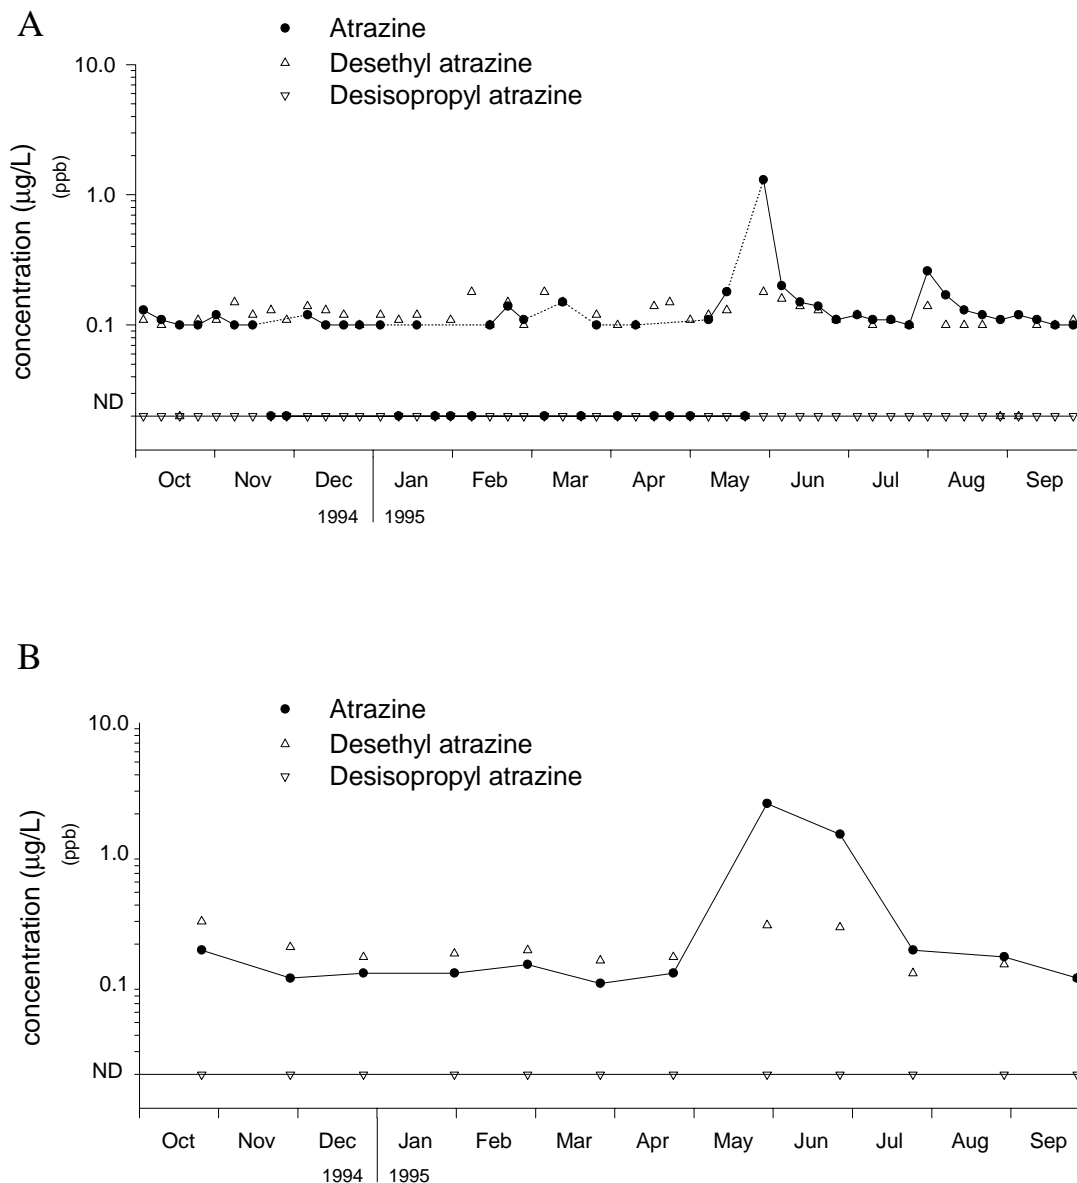 A
Atrazine
Desethyl atrazine
Desisopropyl atrazine
10.0
1.0
0.1
ND
concentration (µg/L)
(ppb)
Oct Nov Dec Jan Feb Mar Apr May Jun Jul Aug Sep
1994 1995
B
Atrazine
Desethyl atrazine
Desisopropyl atrazine
10.0
1.0
0.1
ND
concentration (µg/L)
(ppb)
Oct Nov Dec Jan Feb Mar Apr May Jun Jul Aug Sep
1994 1995